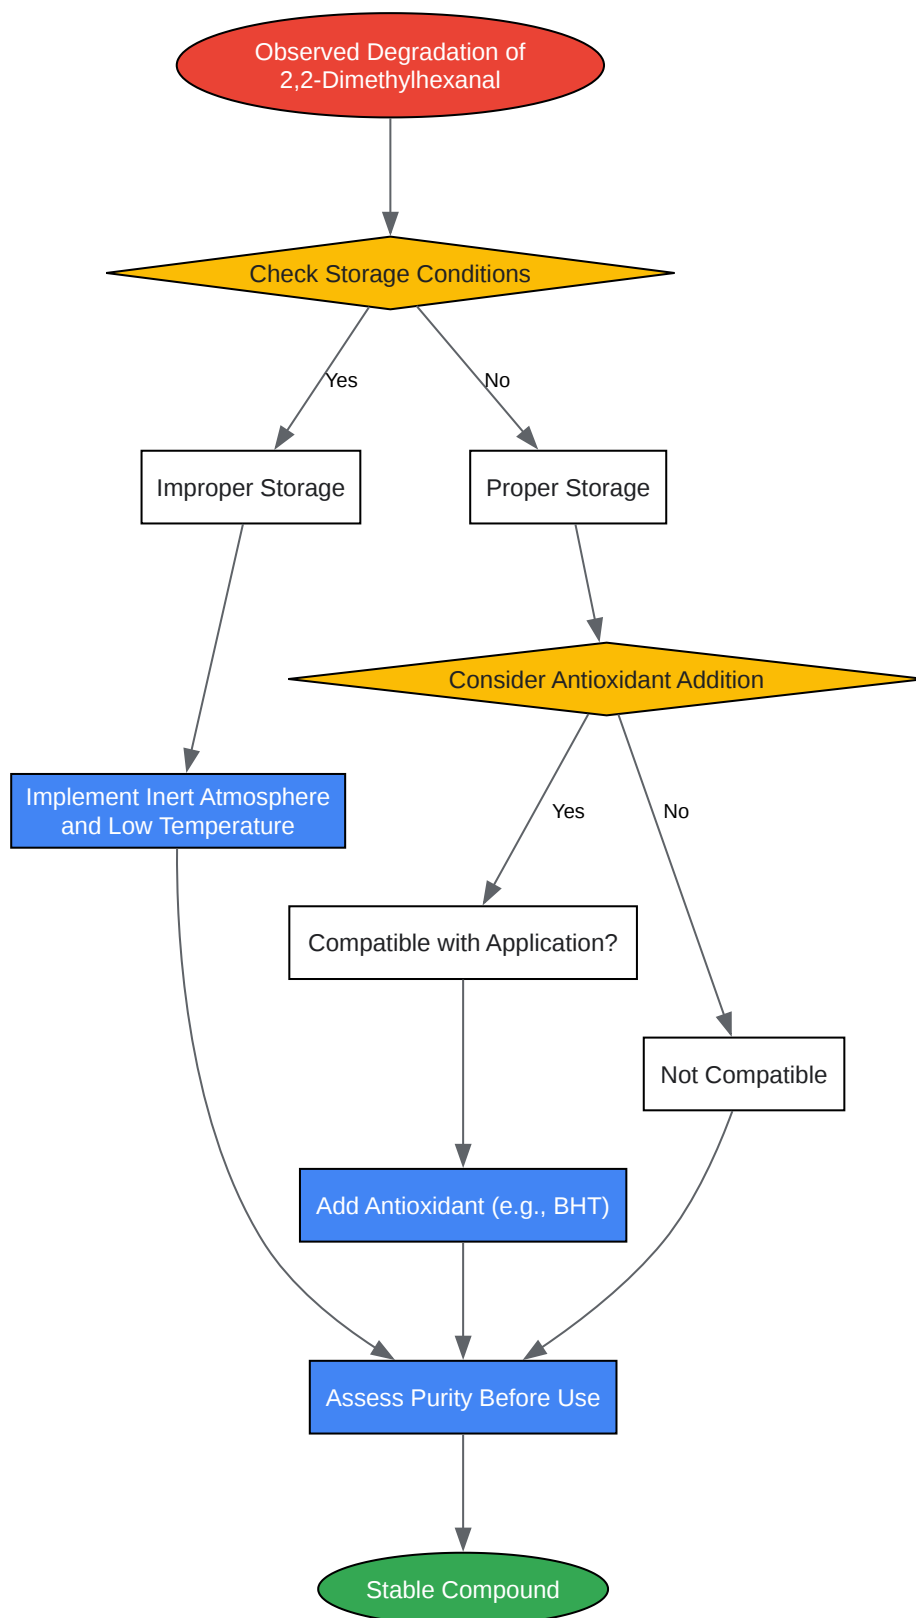 Observed Degradation of
2,2-Dimethylhexanal
Check Storage Conditions
Yes
No
Improper Storage
Proper Storage
Consider Antioxidant Addition
Implement Inert Atmosphere
and Low Temperature
Yes
No
Compatible with Application?
Not Compatible
Add Antioxidant (e.g., BHT)
Assess Purity Before Use
Stable Compound